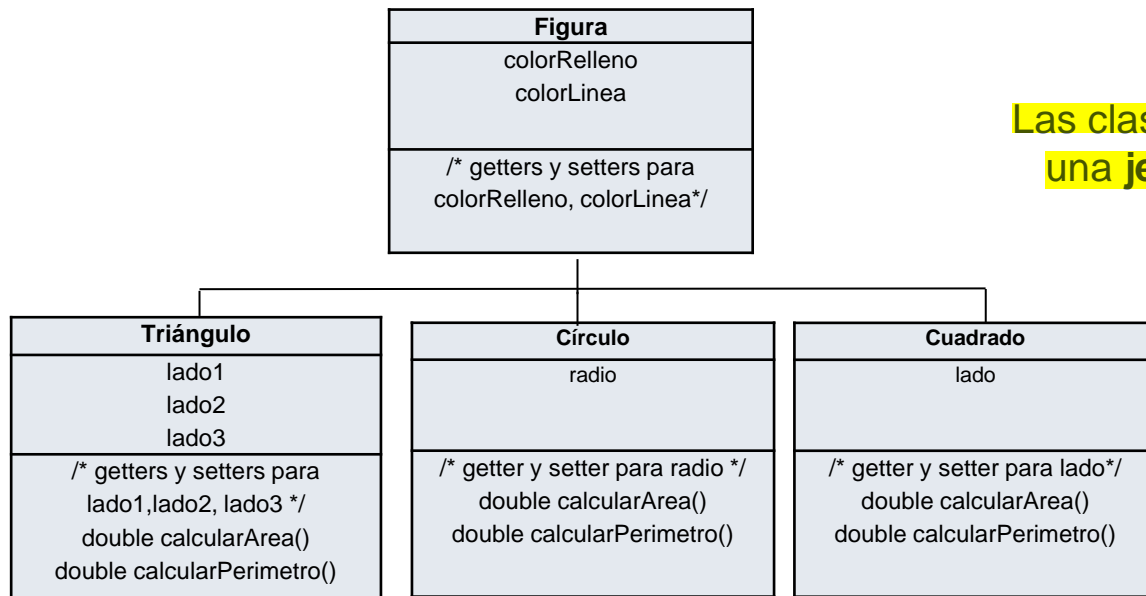 Figura
colorRelleno
colorLinea
/* getters y setters para
colorRelleno, colorLinea*/
Las clas
una je
Triángulo
lado1
lado2
lado3
/* getters y setters para
lado1,lado2, lado3 */
double calcularArea()
double calcularPerimetro()
Círculo
radio
/* getter y setter para radio */
double calcularArea()
double calcularPerimetro()
Cuadrado
lado
/* getter y setter para lado*/
double calcularArea()
double calcularPerimetro()